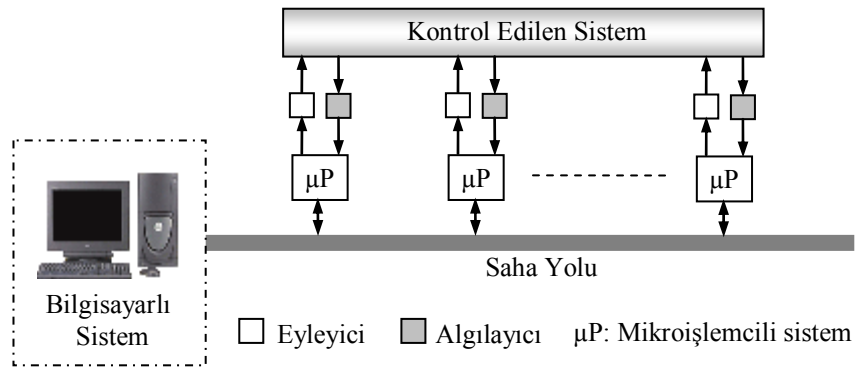 Kontrol Edilen Sistem
μP
μP
μP
Saha Yolu
Bilgisayarlı
Sistem
Eyleyici
Algılayıcı
μP: Mikroişlemcili sistem